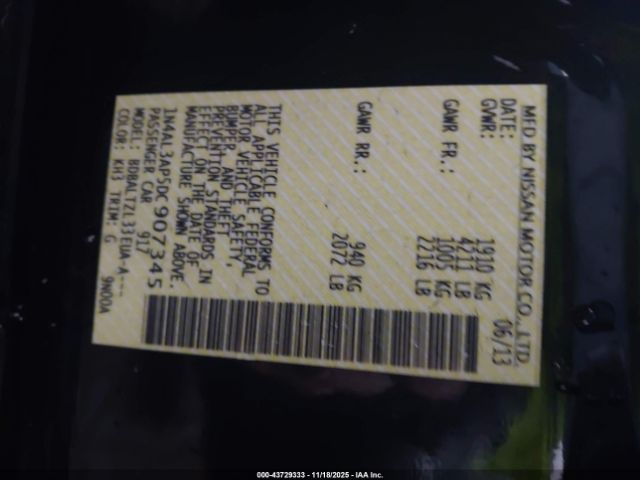 MFD BY NISSAN MOTOR CO.,LTD.
DATE: 06/13
GVWR: 1910 KG
4211 LB
GAWR FR.: 1005 KG
2216 LB
GAWR RR.: 940 KG
2072 LB
THIS VEHICLE CONFORMS TO
ALL APPLICABLE FEDERAL
MOTOR VEHICLE SAFETY,
BUMPER, AND THEFT
PREVENTION STANDARDS IN
EFFECT ON THE DATE OF
MANUFACTURE SHOWN ABOVE.
1N4AL3AP5DC907345
PASSENGER CAR 917
MODEL: BDBALTZL33EUA-A---
COLOR: KH3 TRIM: G 9N00A
000-43729333 - 11/18/2025 - IAA Inc.